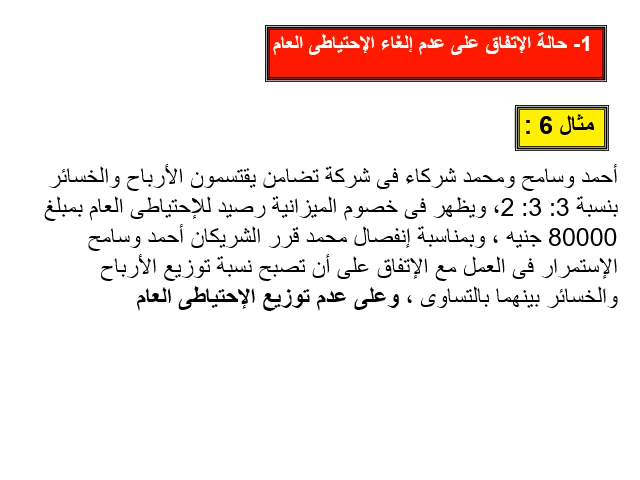 1- حالة الإتفاق على عدم إلغاء الإحتياطى العام
مثال 6 :
أحمد وسامح ومحمد شركاء فى شركة تضامن يقتسمون الأرباح والخسائر
بنسبة 3: 3: 2، ويظهر فى خصوم الميزانية رصيد للإحتياطى العام بمبلغ
80000 جنيه ، وبمناسبة إنفصال محمد قرر الشريكان أحمد وسامح
الإستمرار فى العمل مع الإتفاق على أن تصبح نسبة توزيع الأرباح
والخسائر بينهما بالتساوى ، وعلى عدم توزيع الإحتياطى العام